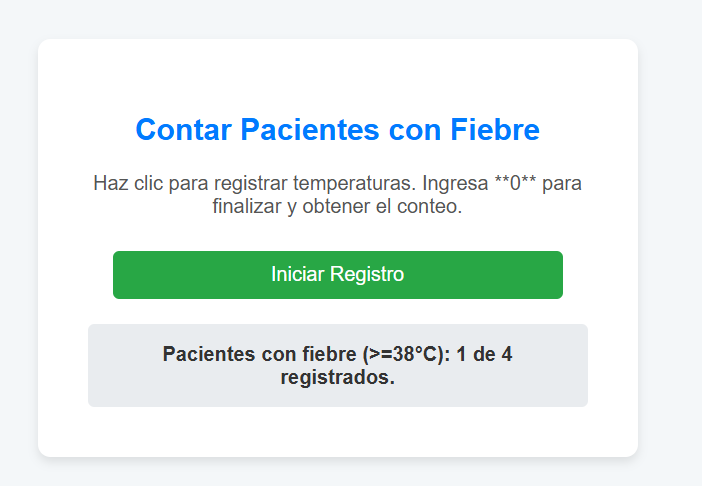 Contar Pacientes con Fiebre
Haz clic para registrar temperaturas. Ingresa **0** para
finalizar y obtener el conteo.
Iniciar Registro
Pacientes con fiebre (>=38°C): 1 de 4
registrados.